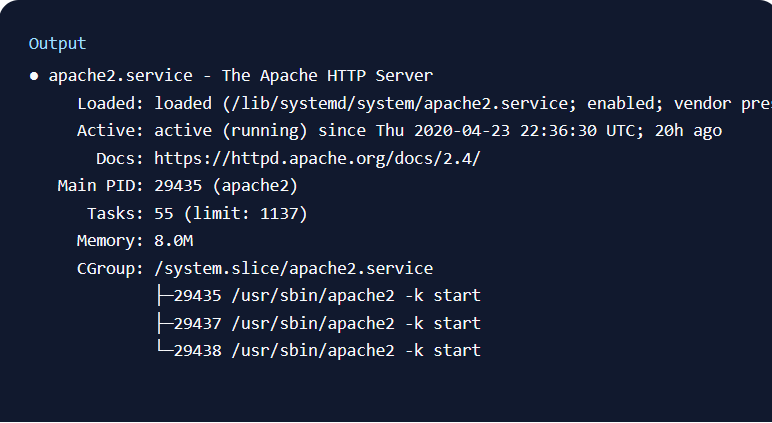 Output
● apache2.service - The Apache HTTP Server
     Loaded: loaded (/lib/systemd/system/apache2.service; enabled; vendor
     Active: active (running) since Thu 2020-04-23 22:36:30 UTC; 20h ago
       Docs: https://httpd.apache.org/docs/2.4/
   Main PID: 29435 (apache2)
      Tasks: 55 (limit: 1137)
     Memory: 8.0M
     CGroup: /system.slice/apache2.service
             ├─29435 /usr/sbin/apache2 -k start
             ├─29437 /usr/sbin/apache2 -k start
             └─29438 /usr/sbin/apache2 -k start